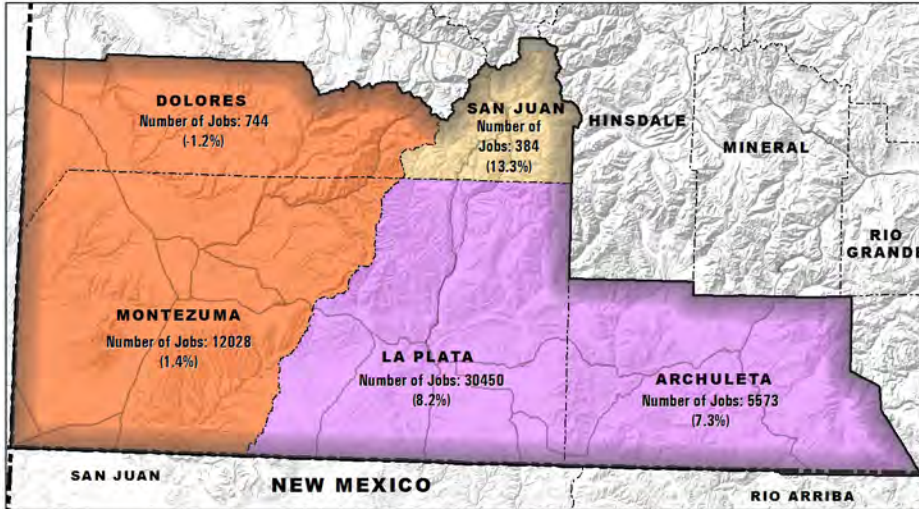 DOLORES
Number of Jobs: 744
(-1.2%)
SAN JUAN
Number of
Jobs: 384
(13.3%)
HINSDALE
MINERAL
RIO
GRANDE
MONTEZUMA
Number of Jobs: 12028
(1.4%)
LA PLATA
Number of Jobs: 30450
(8.2%)
ARCHULETA
Number of Jobs: 5573
(7.3%)
SAN JUAN
NEW MEXICO
RIO ARRIBA